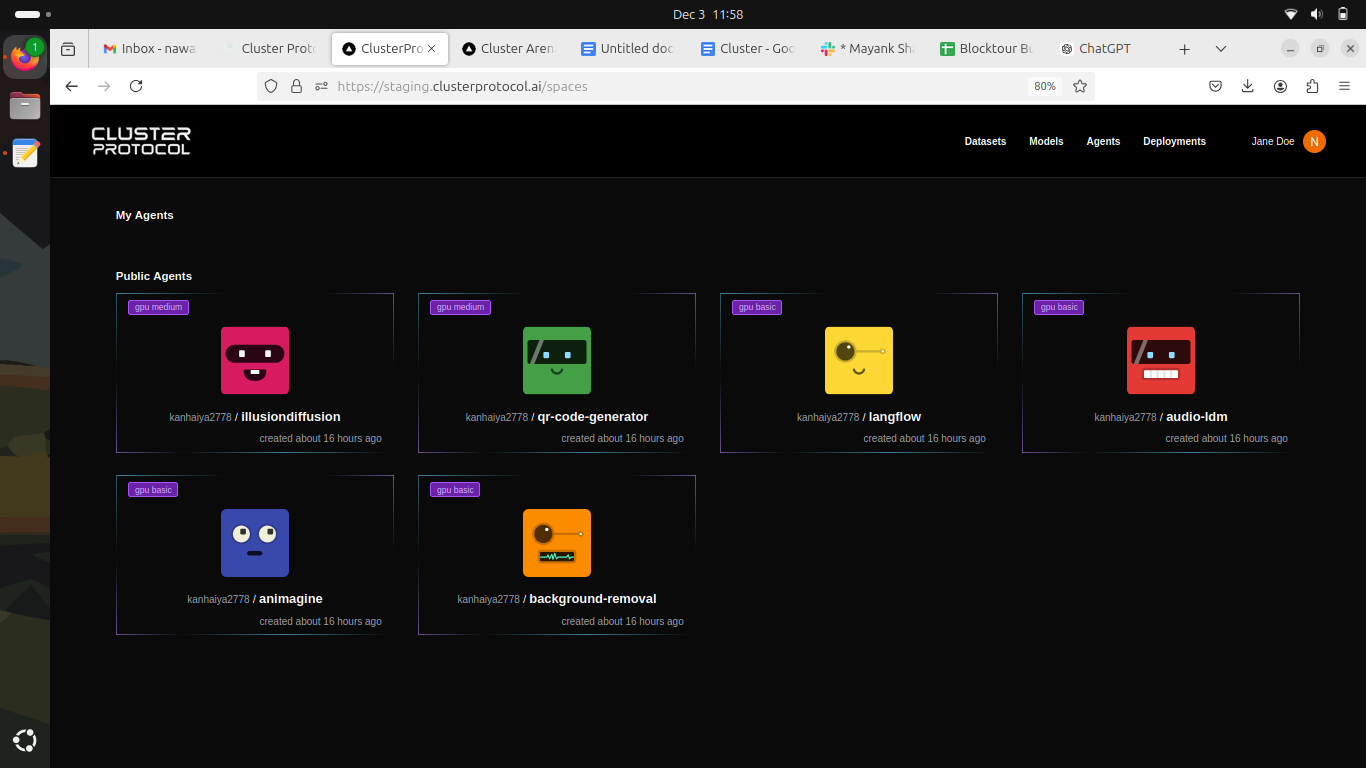 Dec 3 11:58
1
Inbox - nawa
Cluster Proto
ClusterPro
Cluster Aren
Untitled doc
Cluster - Goo
* Mayank Sha
Blocktour Bu
ChatGPT
https://staging.clusterprotocol.ai/spaces
80%
CLUSTER
PROTOCOL
Datasets Models Agents Deployments Jane Doe N
My Agents
Public Agents
gpu medium
kanhaiya2778 / illusiondiffusion
created about 16 hours ago
gpu medium
kanhaiya2778 / qr-code-generator
created about 16 hours ago
gpu basic
kanhaiya2778 / langflow
created about 16 hours ago
gpu basic
kanhaiya2778 / audio-ldm
created about 16 hours ago
gpu basic
kanhaiya2778 / animagine
created about 16 hours ago
gpu basic
kanhaiya2778 / background-removal
created about 16 hours ago